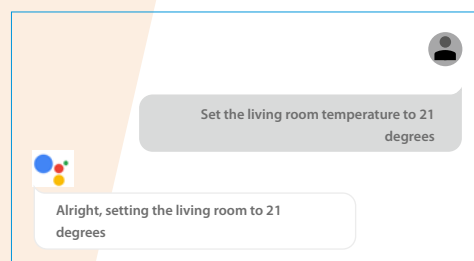 Set the living room temperature to 21
degrees
Alright, setting the living room to 21
degrees